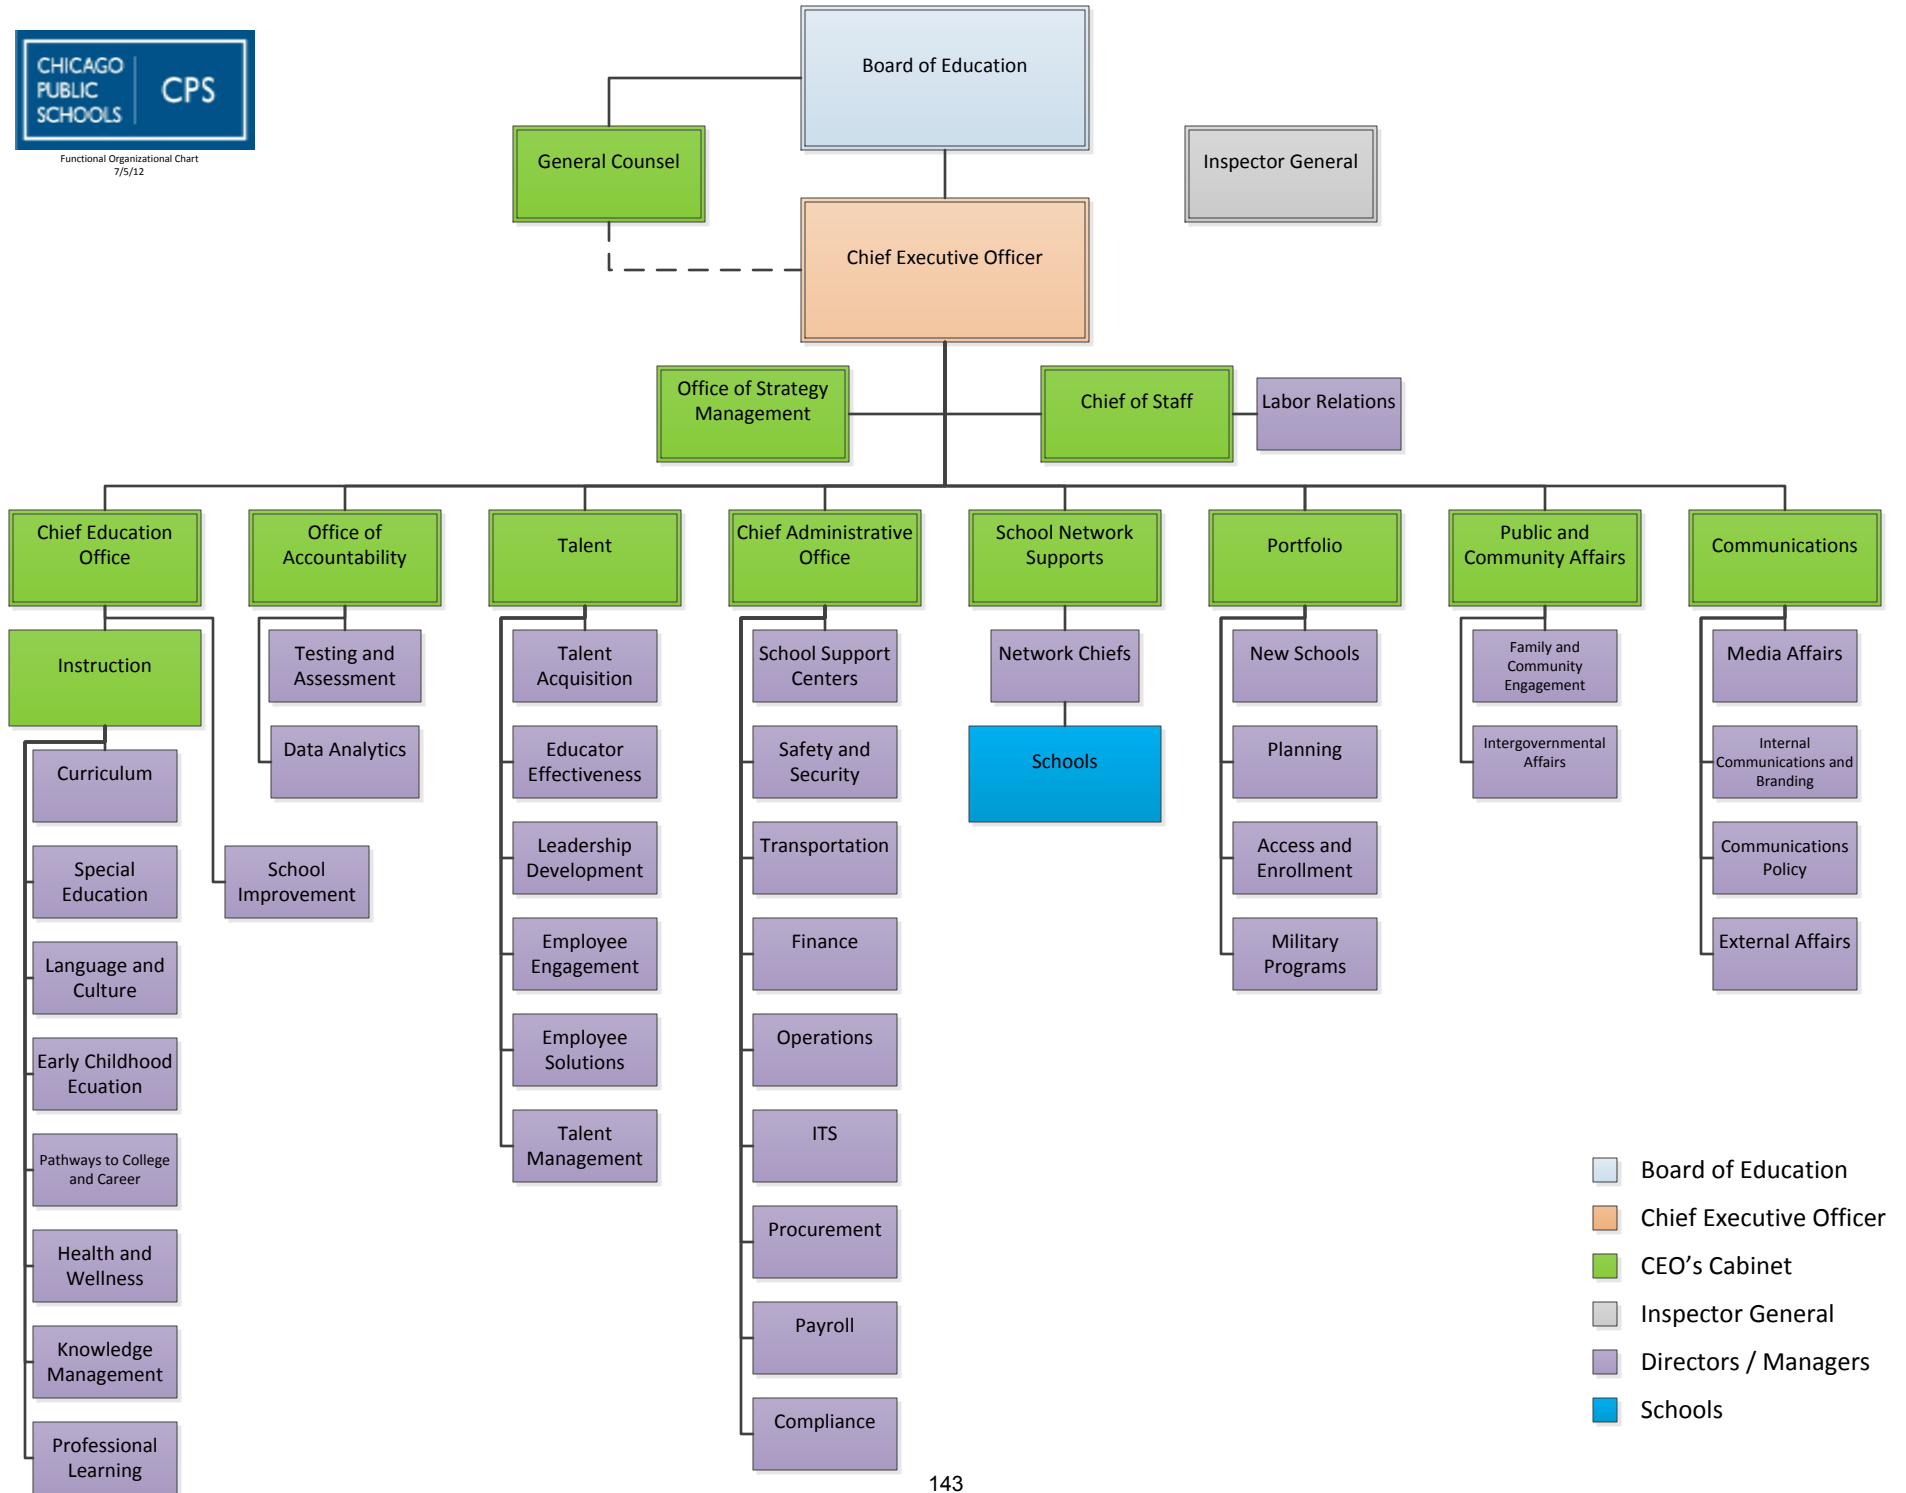 CHICAGO
PUBLIC
SCHOOLS
CPS
Functional Organizational Chart
7/5/12
Board of Education
General Counsel
Inspector General
Chief Executive Officer
Office of Strategy
Management
Chief of Staff
Labor Relations
Chief Education
Office
Office of
Accountability
Talent
Chief Administrative
Office
School Network
Supports
Portfolio
Public and
Community Affairs
Communications
Instruction
Curriculum
Special
Education
Language and
Culture
Early Childhood
Ecuation
Pathways to College
and Career
Health and
Wellness
Knowledge
Management
Professional
Learning
School
Improvement
Testing and
Assessment
Data Analytics
Talent
Acquisition
Educator
Effectiveness
Leadership
Development
Employee
Engagement
Employee
Solutions
Talent
Management
School Support
Centers
Safety and
Security
Transportation
Finance
Operations
ITS
Procurement
Payroll
Compliance
Network Chiefs
Schools
New Schools
Planning
Access and
Enrollment
Military
Programs
Family and
Community
Engagement
Intergovernmental
Affairs
Media Affairs
Internal
Communications and
Branding
Communications
Policy
External Affairs
Board of Education
Chief Executive Officer
CEO’s Cabinet
Inspector General
Directors / Managers
Schools
143